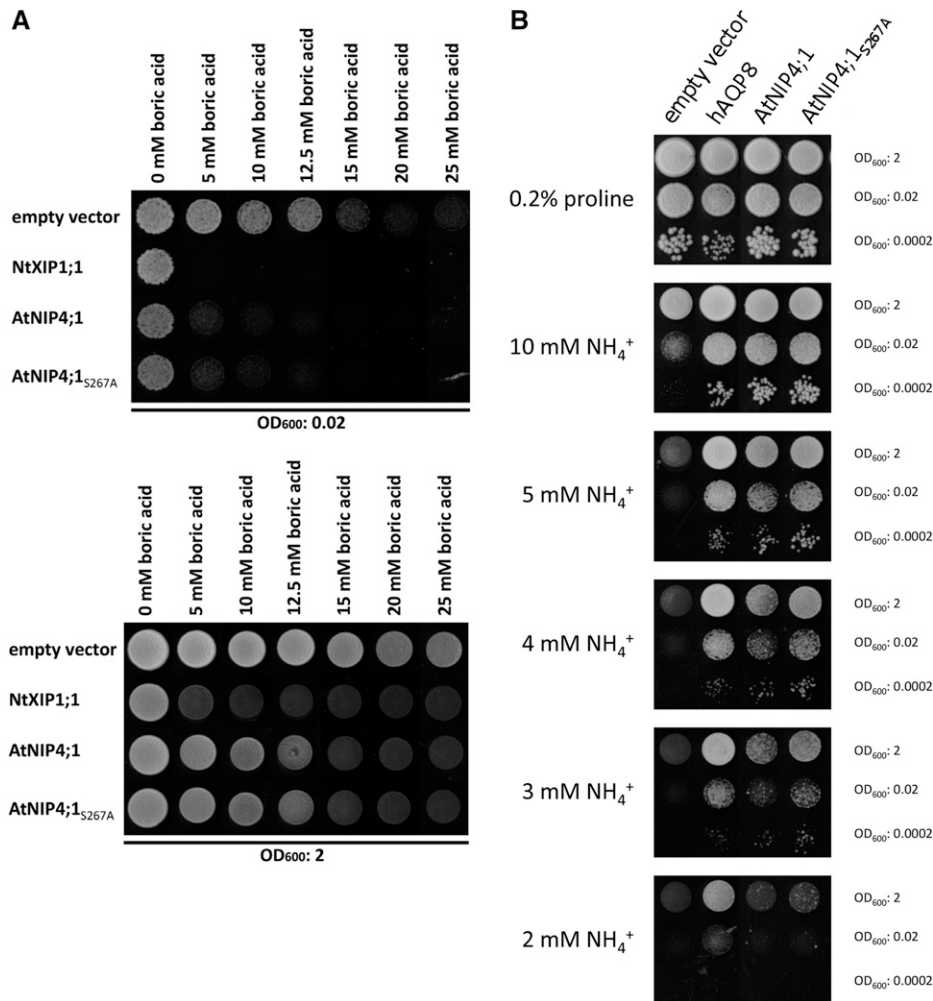 A
0 mM boric acid
5 mM boric acid
10 mM boric acid
12.5 mM boric acid
15 mM boric acid
20 mM boric acid
25 mM boric acid
empty vector
NtXIP1;1
AtNIP4;1
AtNIP4;1S267A
OD600: 0.02
0 mM boric acid
5 mM boric acid
10 mM boric acid
12.5 mM boric acid
15 mM boric acid
20 mM boric acid
25 mM boric acid
empty vector
NtXIP1;1
AtNIP4;1
AtNIP4;1S267A
OD600: 2
B
empty vector
hAQP8
AtNIP4;1
AtNIP4;1S267A
0.2% proline
OD600: 2
OD600: 0.02
OD600: 0.0002
10 mM NH4+
OD600: 2
OD600: 0.02
OD600: 0.0002
5 mM NH4+
OD600: 2
OD600: 0.02
OD600: 0.0002
4 mM NH4+
OD600: 2
OD600: 0.02
OD600: 0.0002
3 mM NH4+
OD600: 2
OD600: 0.02
OD600: 0.0002
2 mM NH4+
OD600: 2
OD600: 0.02
OD600: 0.0002